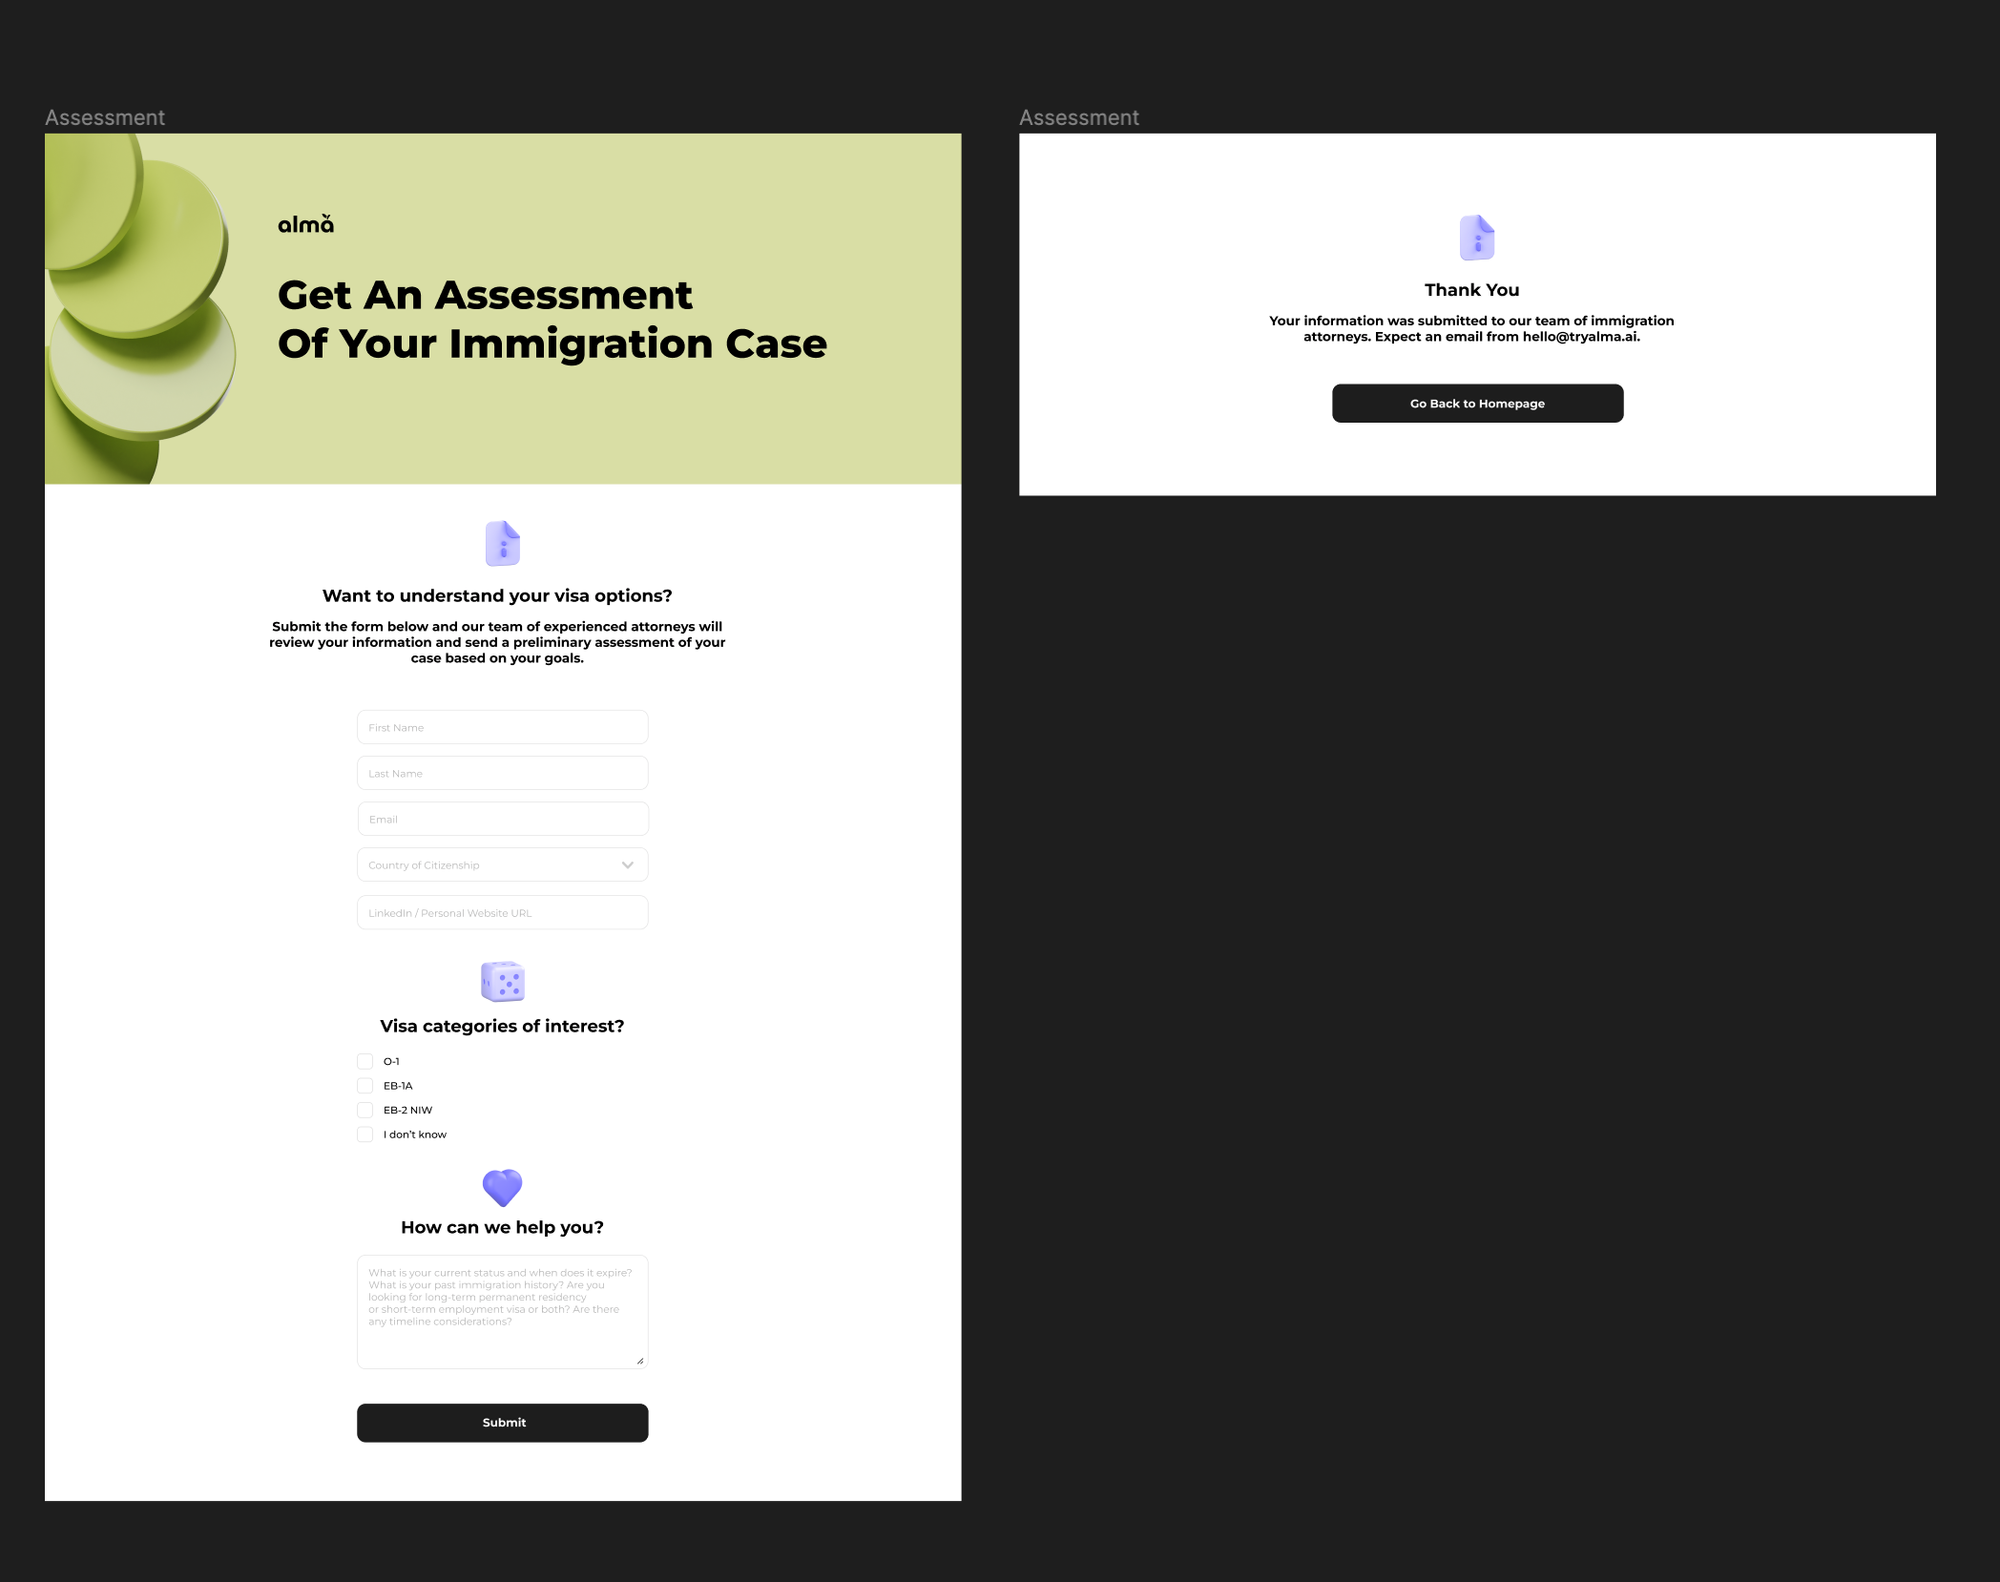 Assessment
almă
Get An Assessment
Of Your Immigration Case
Want to understand your visa options?
Submit the form below and our team of experienced attorneys will
review your information and send a preliminary assessment of your
case based on your goals.
First Name
Last Name
Email
Country of Citizenship
LinkedIn / Personal Website URL
Visa categories of interest?
O-1
EB-1A
EB-2 NIW
I don’t know
How can we help you?
What is your current status and when does it expire?
What is your past immigration history? Are you
looking for long-term permanent residency
or short-term employment visa or both? Are there
any timeline considerations?
Submit
Assessment
Thank You
Your information was submitted to our team of immigration
attorneys. Expect an email from hello@tryalma.ai.
Go Back to Homepage